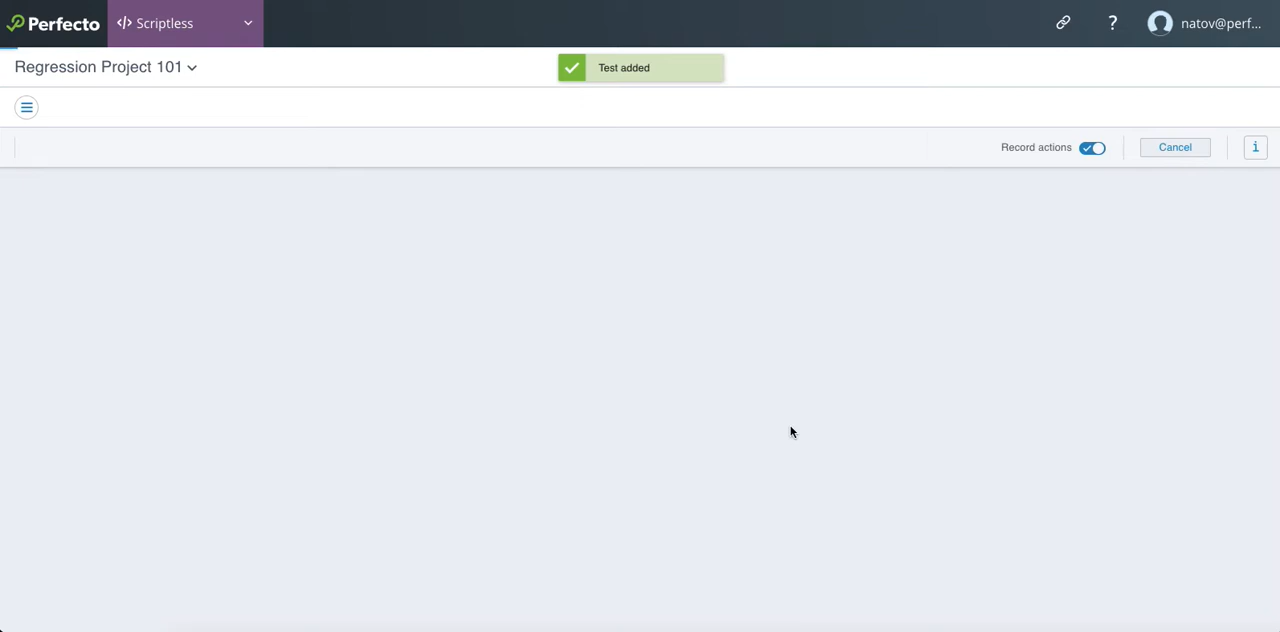 Perfecto
</> Scriptless
?
natov@perf...
Regression Project 101
Test added
Record actions
Cancel
i